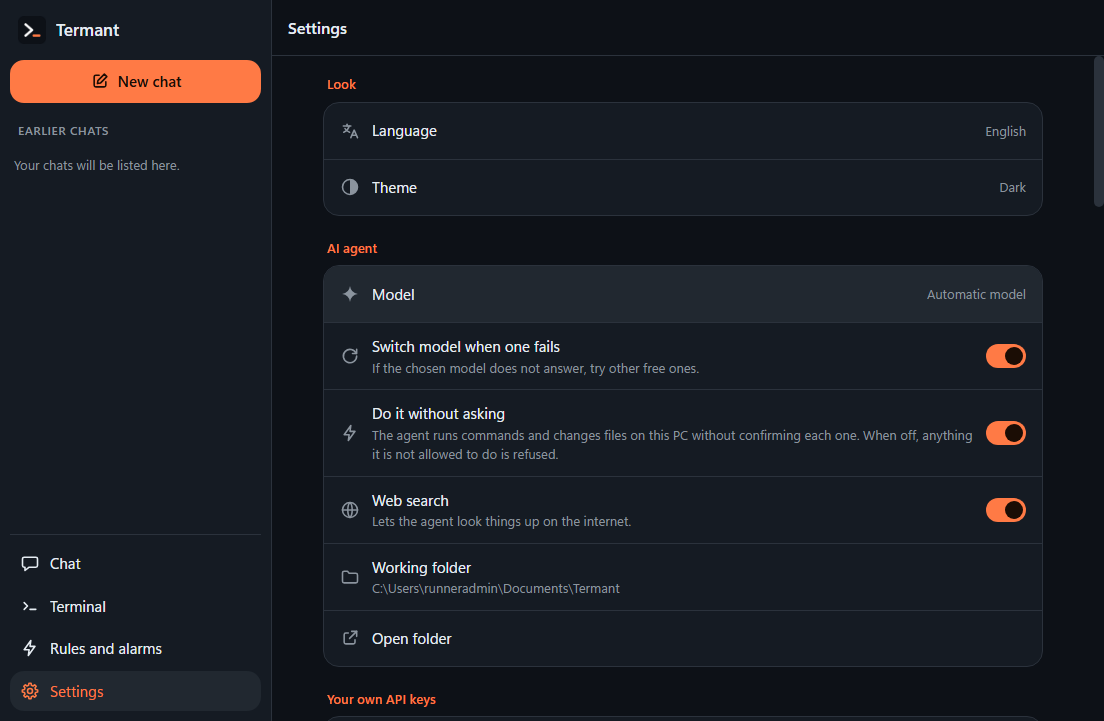 Termant
New chat
EARLIER CHATS
Your chats will be listed here.
Chat
Terminal
Rules and alarms
Settings
Settings
Look
Language
English
Theme
Dark
AI agent
Model
Automatic model
Switch model when one fails
If the chosen model does not answer, try other free ones.
Do it without asking
The agent runs commands and changes files on this PC without confirming each one. When off, anything
it is not allowed to do is refused.
Web search
Lets the agent look things up on the internet.
Working folder
C:\Users\runneradmin\Documents\Termant
Open folder
Your own API keys